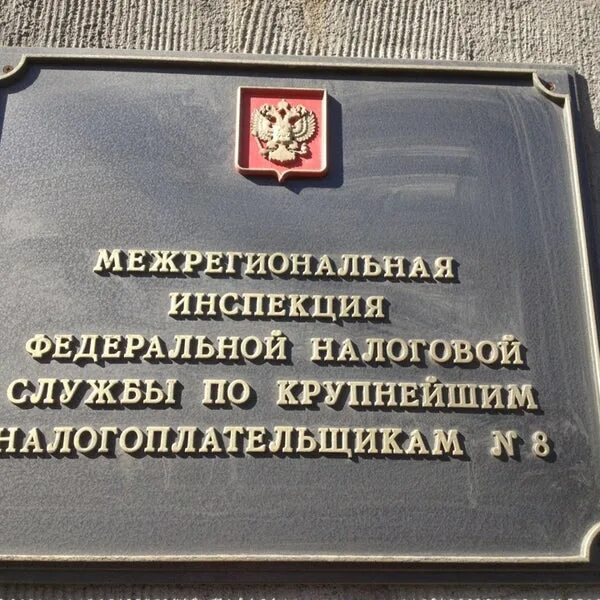 МЕЖРЕГИОНАЛЬНАЯ
ИНСПЕКЦИЯ
ФЕДЕРАЛЬНОЙ НАЛОГОВОЙ
СЛУЖБЫ ПО КРУПНЕЙШИМ
НАЛОГОПЛАТЕЛЬЩИКАМ № 8